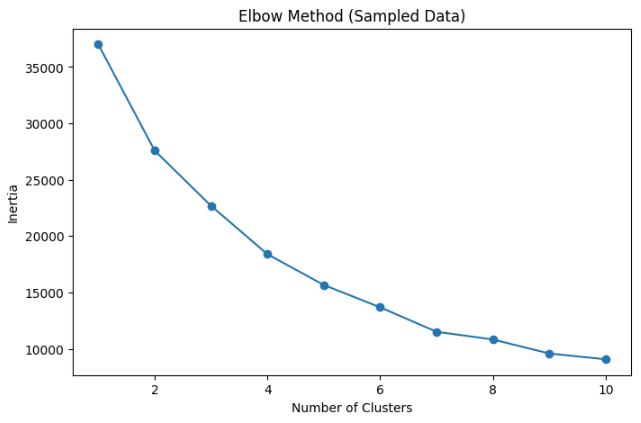 Elbow Method (Sampled Data)
35000
30000
25000
20000
15000
10000
Inertia
2 4 6 8 10
Number of Clusters